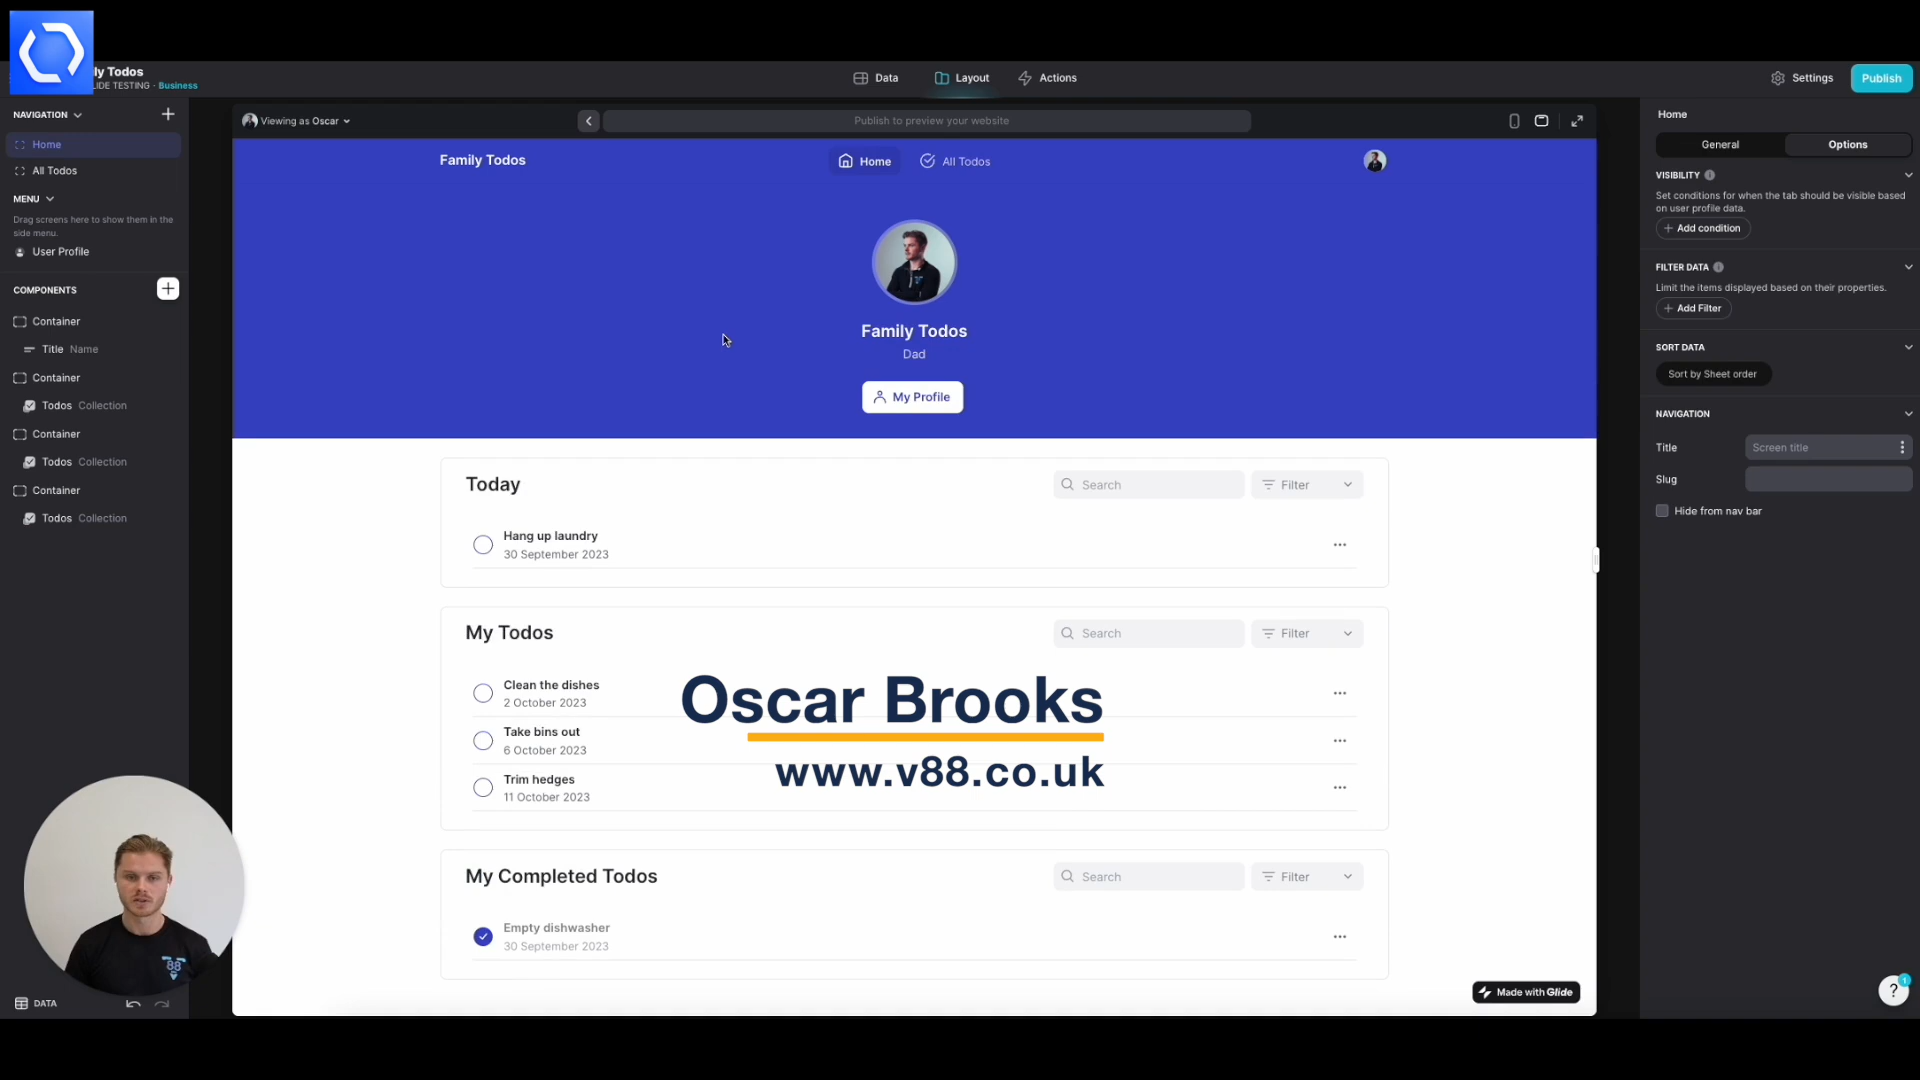 ly Todos
LIDE TESTING · Business
Data
Layout
Actions
Settings
Publish
NAVIGATION
Home
All Todos
MENU
Drag screens here to show them in the
side menu.
User Profile
COMPONENTS
Container
Title Name
Container
Todos Collection
Container
Todos Collection
Container
Todos Collection
DATA
Viewing as Oscar
Publish to preview your website
Family Todos
Home
All Todos
Family Todos
Dad
My Profile
Today
Search
Filter
Hang up laundry
30 September 2023
My Todos
Search
Filter
Clean the dishes
2 October 2023
Take bins out
6 October 2023
Trim hedges
11 October 2023
Oscar Brooks
www.v88.co.uk
My Completed Todos
Search
Filter
Empty dishwasher
30 September 2023
Made with Glide
Home
General
Options
VISIBILITY
Set conditions for when the tab should be visible based
on user profile data.
Add condition
FILTER DATA
Limit the items displayed based on their properties.
Add Filter
SORT DATA
Sort by Sheet order
NAVIGATION
Title
Screen title
Slug
Hide from nav bar
?
1
88